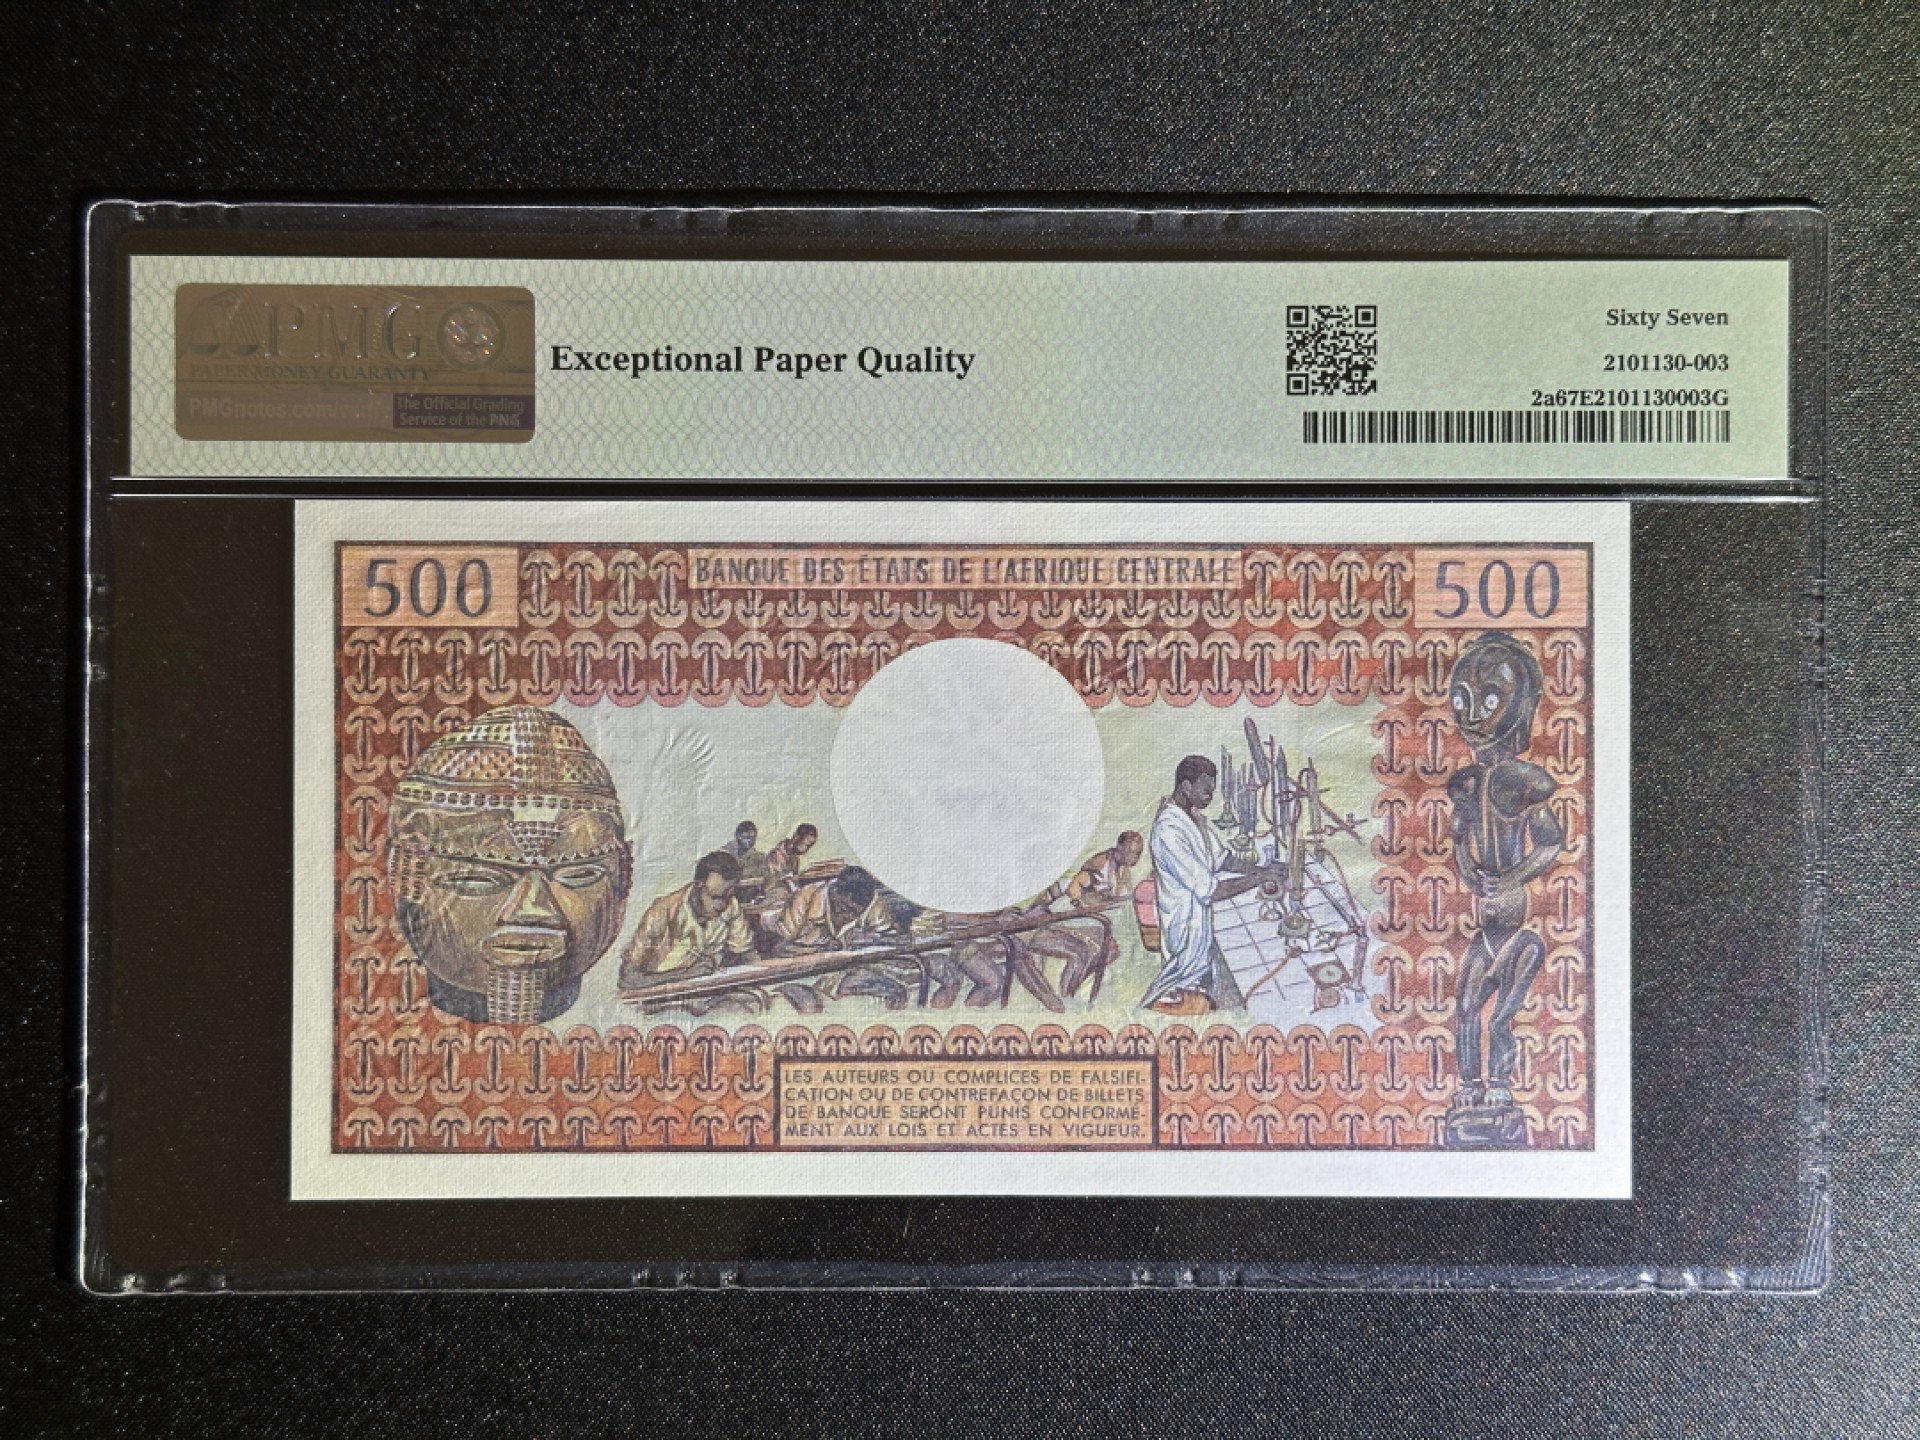 PMG
PAPER MONEY GUARANTY
PMGnotes.com/verify
The Official Grading
Service of the PNG
Exceptional Paper Quality
Sixty Seven
2101130-003
2a67E2101130003G
500
BANQUE DES ÉTATS DE L'AFRIQUE CENTRALE
500
LES AUTEURS OU COMPLICES DE FALSIFI-
CATION OU DE CONTREFAÇON DE BILLETS
DE BANQUE SERONT PUNIS CONFORMÉ-
MENT AUX LOIS ET ACTES EN VIGUEUR.